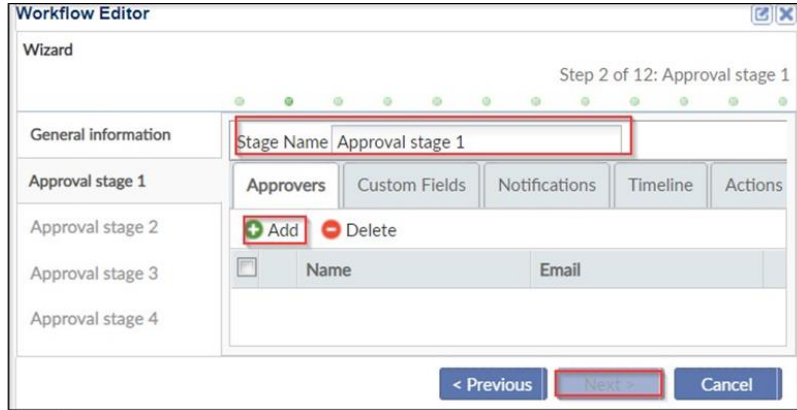 Workflow Editor
Wizard
Step 2 of 12: Approval stage 1
General information
Stage Name Approval stage 1
Approval stage 1
Approvers Custom Fields Notifications Timeline Actions
Approval stage 2
Add Delete
Approval stage 3
Name Email
Approval stage 4
< Previous Next > Cancel